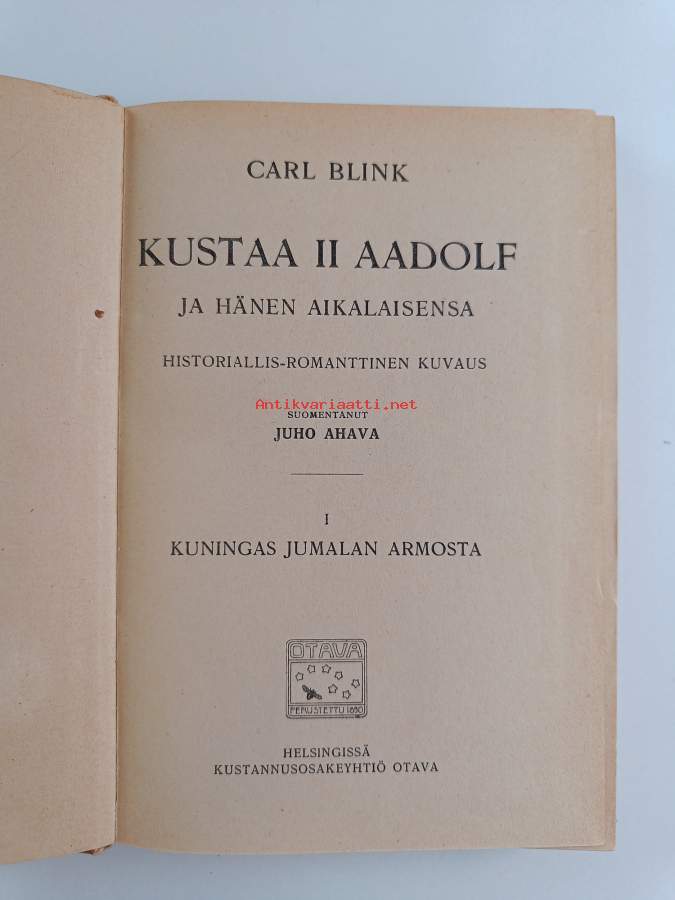 CARL BLINK
KUSTAA II AADOLF
JA HÄNEN AIKALAISENSA
HISTORIALLIS-ROMANTTINEN KUVAUS
Antikvariaatti.net
SUOMENTANUT
JUHO AHAVA
I
KUNINGAS JUMALAN ARMOSTA
OTAVA
PERUSTETTU 1890
HELSINGISSÄ
KUSTANNUSOSAKEYHTIÖ OTAVA